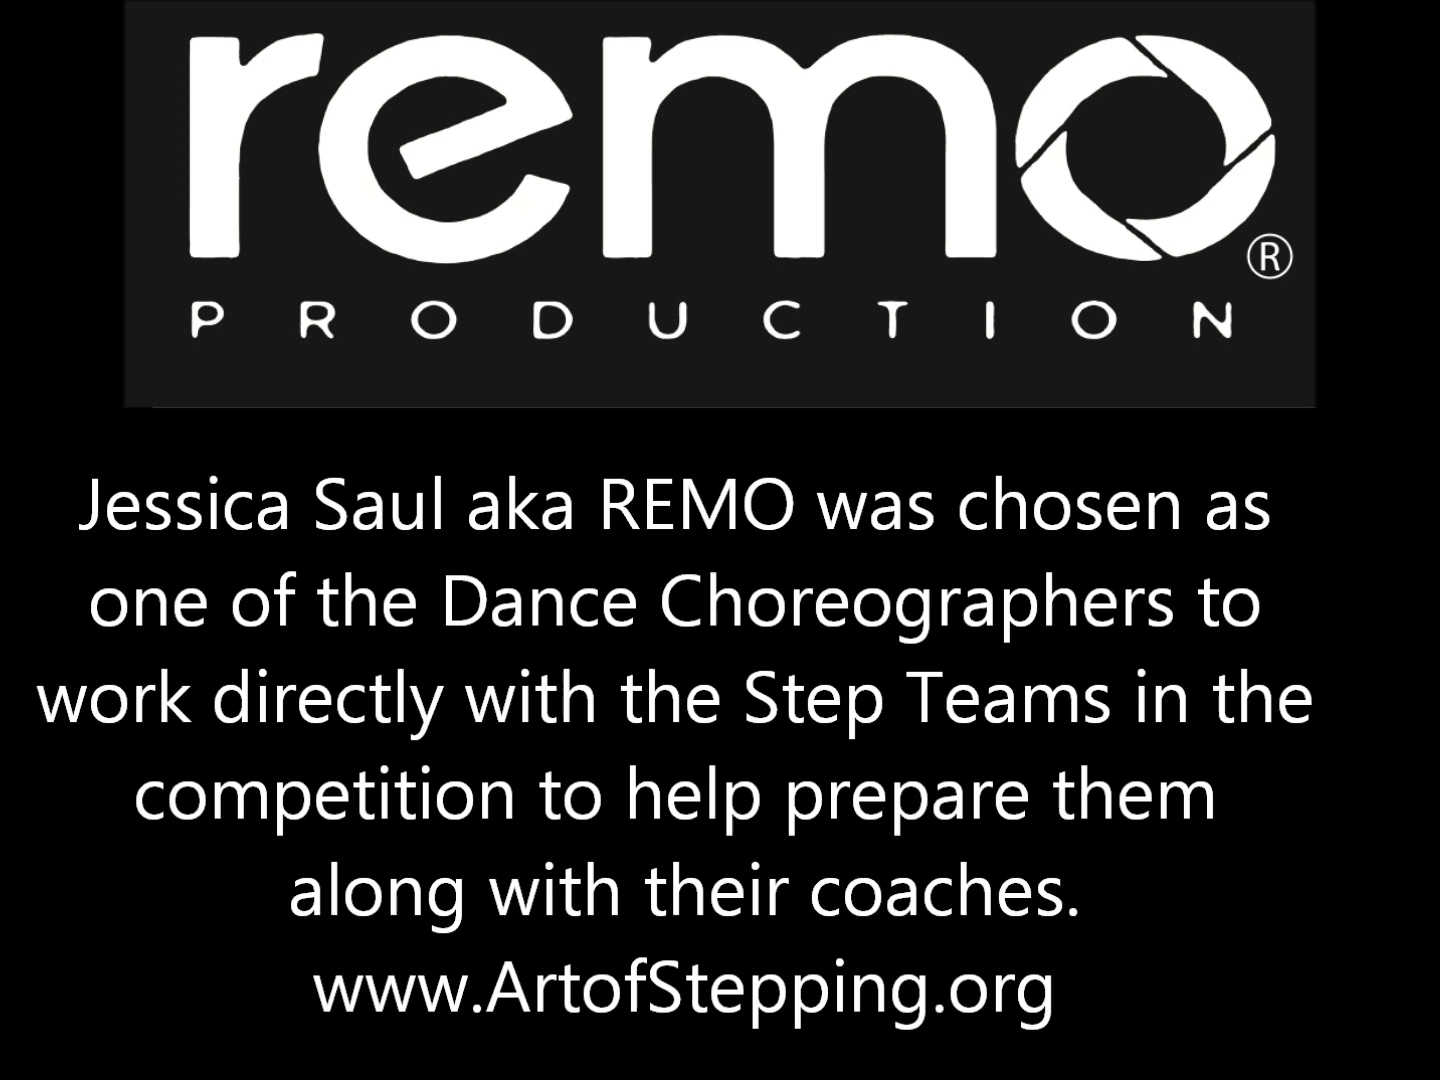 remo
®
PRODUCTION
Jessica Saul aka REMO was chosen as
one of the Dance Choreographers to
work directly with the Step Teams in the
competition to help prepare them
along with their coaches.
www.ArtofStepping.org